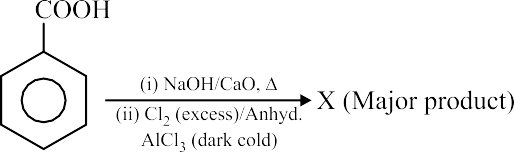 COOH
(i) NaOH/CaO, Δ
X (Major product)
(ii) Cl₂ (excess)/Anhyd.
AlCl₃ (dark cold)